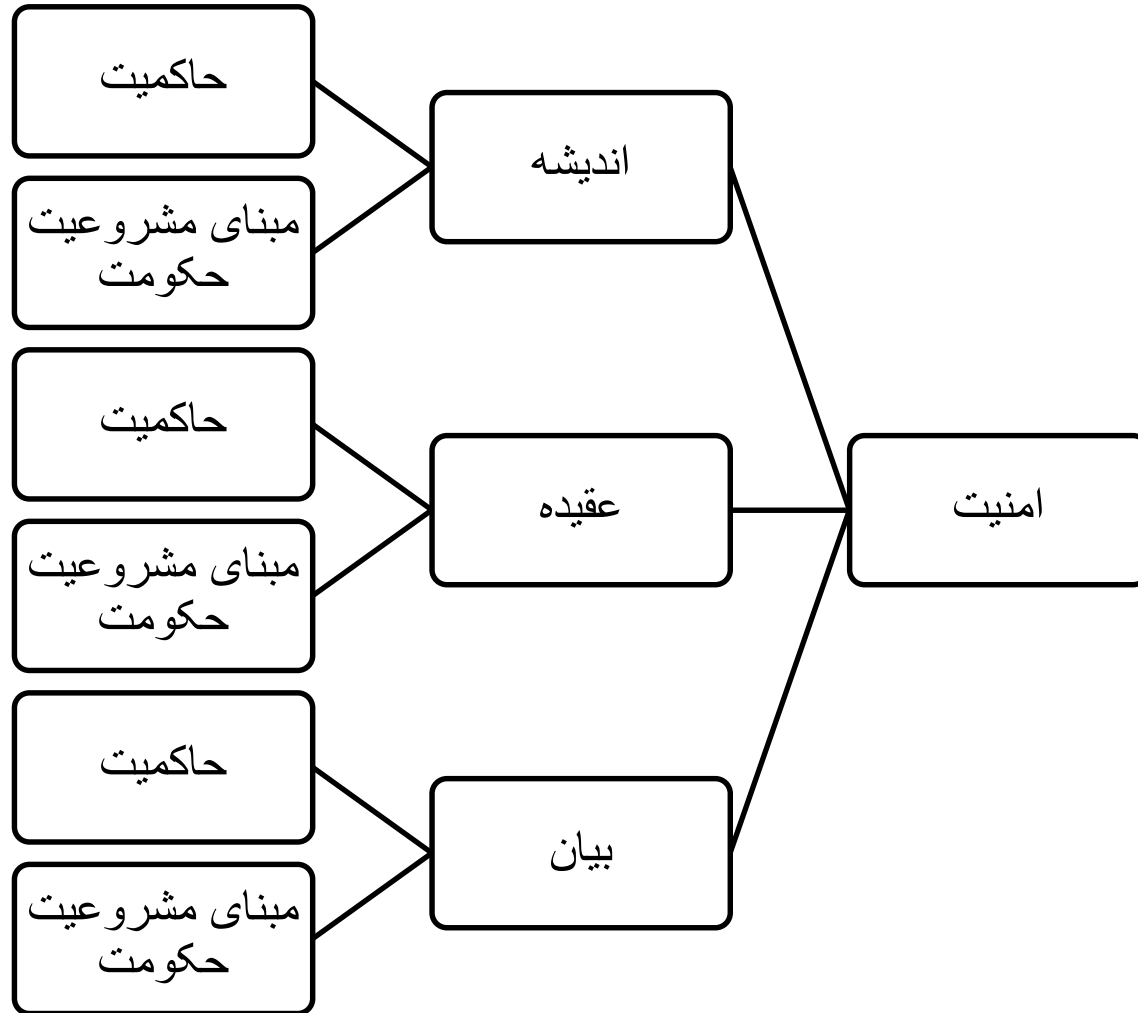 امنیت
اندیشه
حاکمیت
مبنای مشروعیت
حکومت
عقیده
حاکمیت
مبنای مشروعیت
حکومت
بیان
حاکمیت
مبنای مشروعیت
حکومت